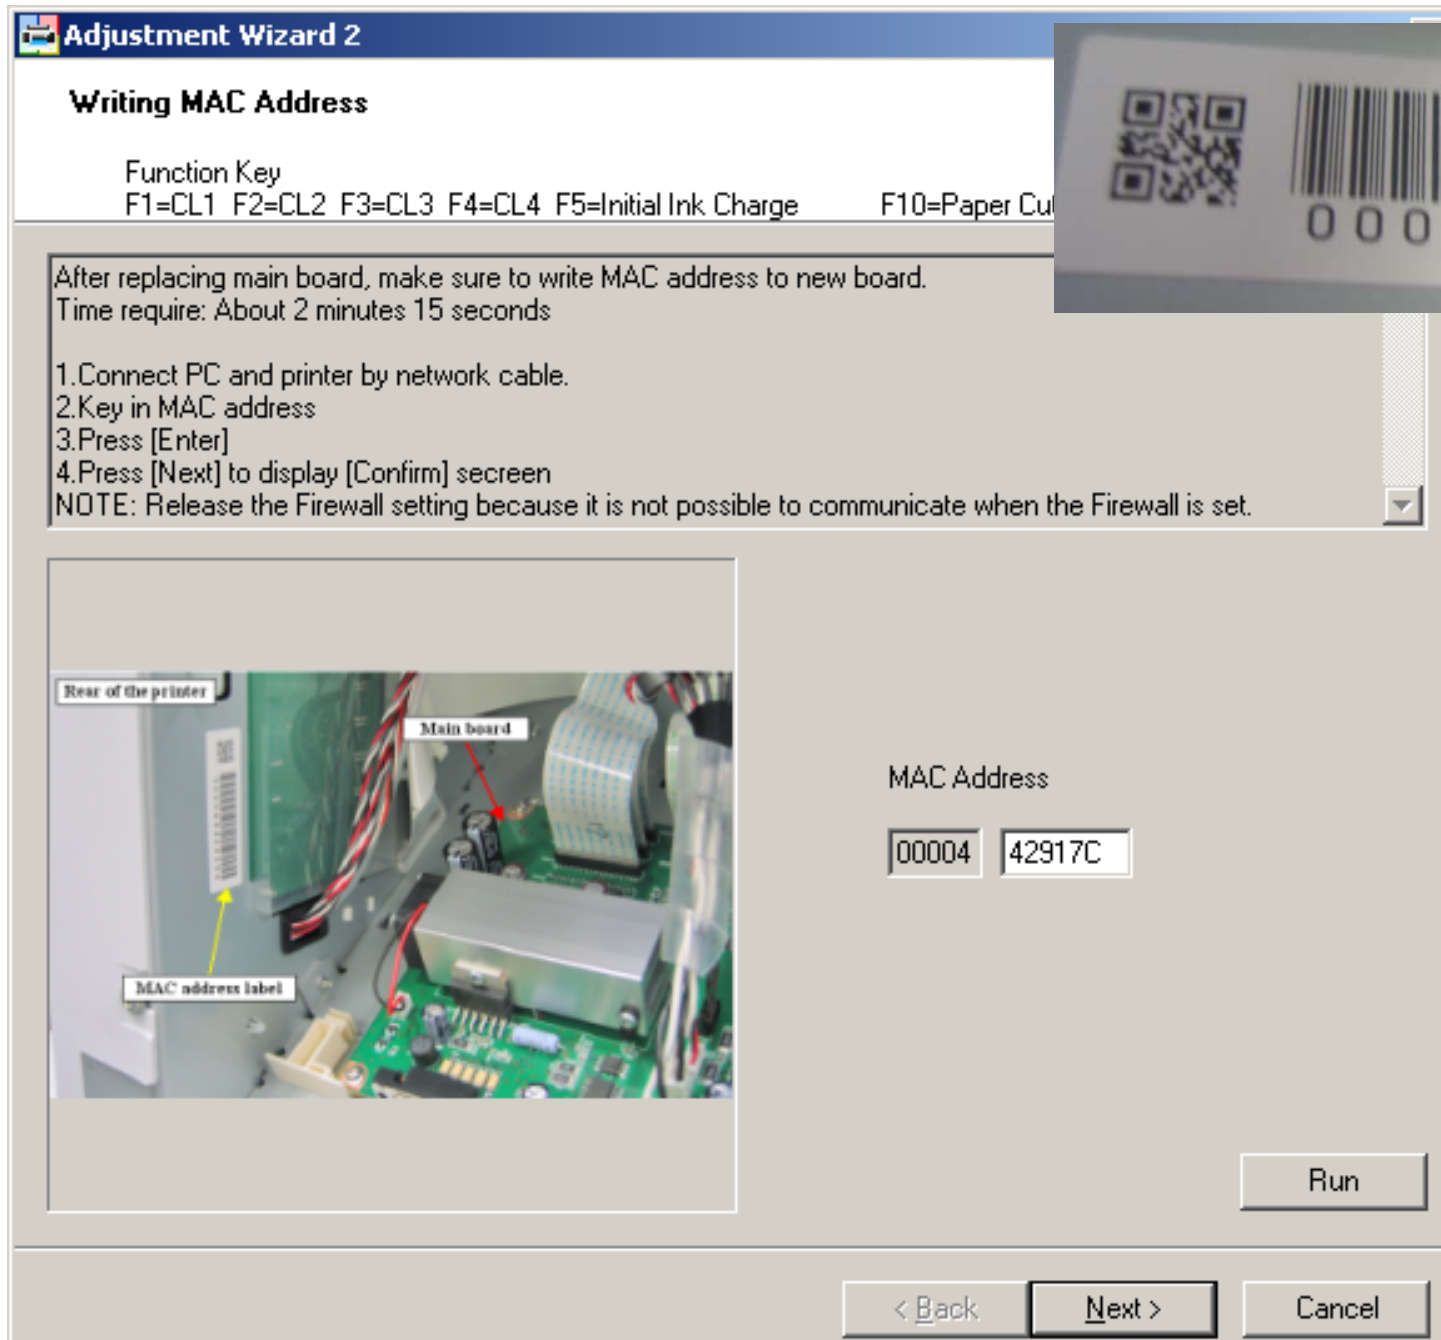 Adjustment Wizard 2
Writing MAC Address
Function Key
F1=CL1 F2=CL2 F3=CL3 F4=CL4 F5=Initial Ink Charge F10=Paper Cut
000
After replacing main board, make sure to write MAC address to new board.
Time require: About 2 minutes 15 seconds
1.Connect PC and printer by network cable.
2.Key in MAC address
3.Press [Enter]
4.Press [Next] to display [Confirm] secreen
NOTE: Release the Firewall setting because it is not possible to communicate when the Firewall is set.
Rear of the printer
Main board
MAC address label
MAC Address
00004 42917C
Run
< Back Next > Cancel